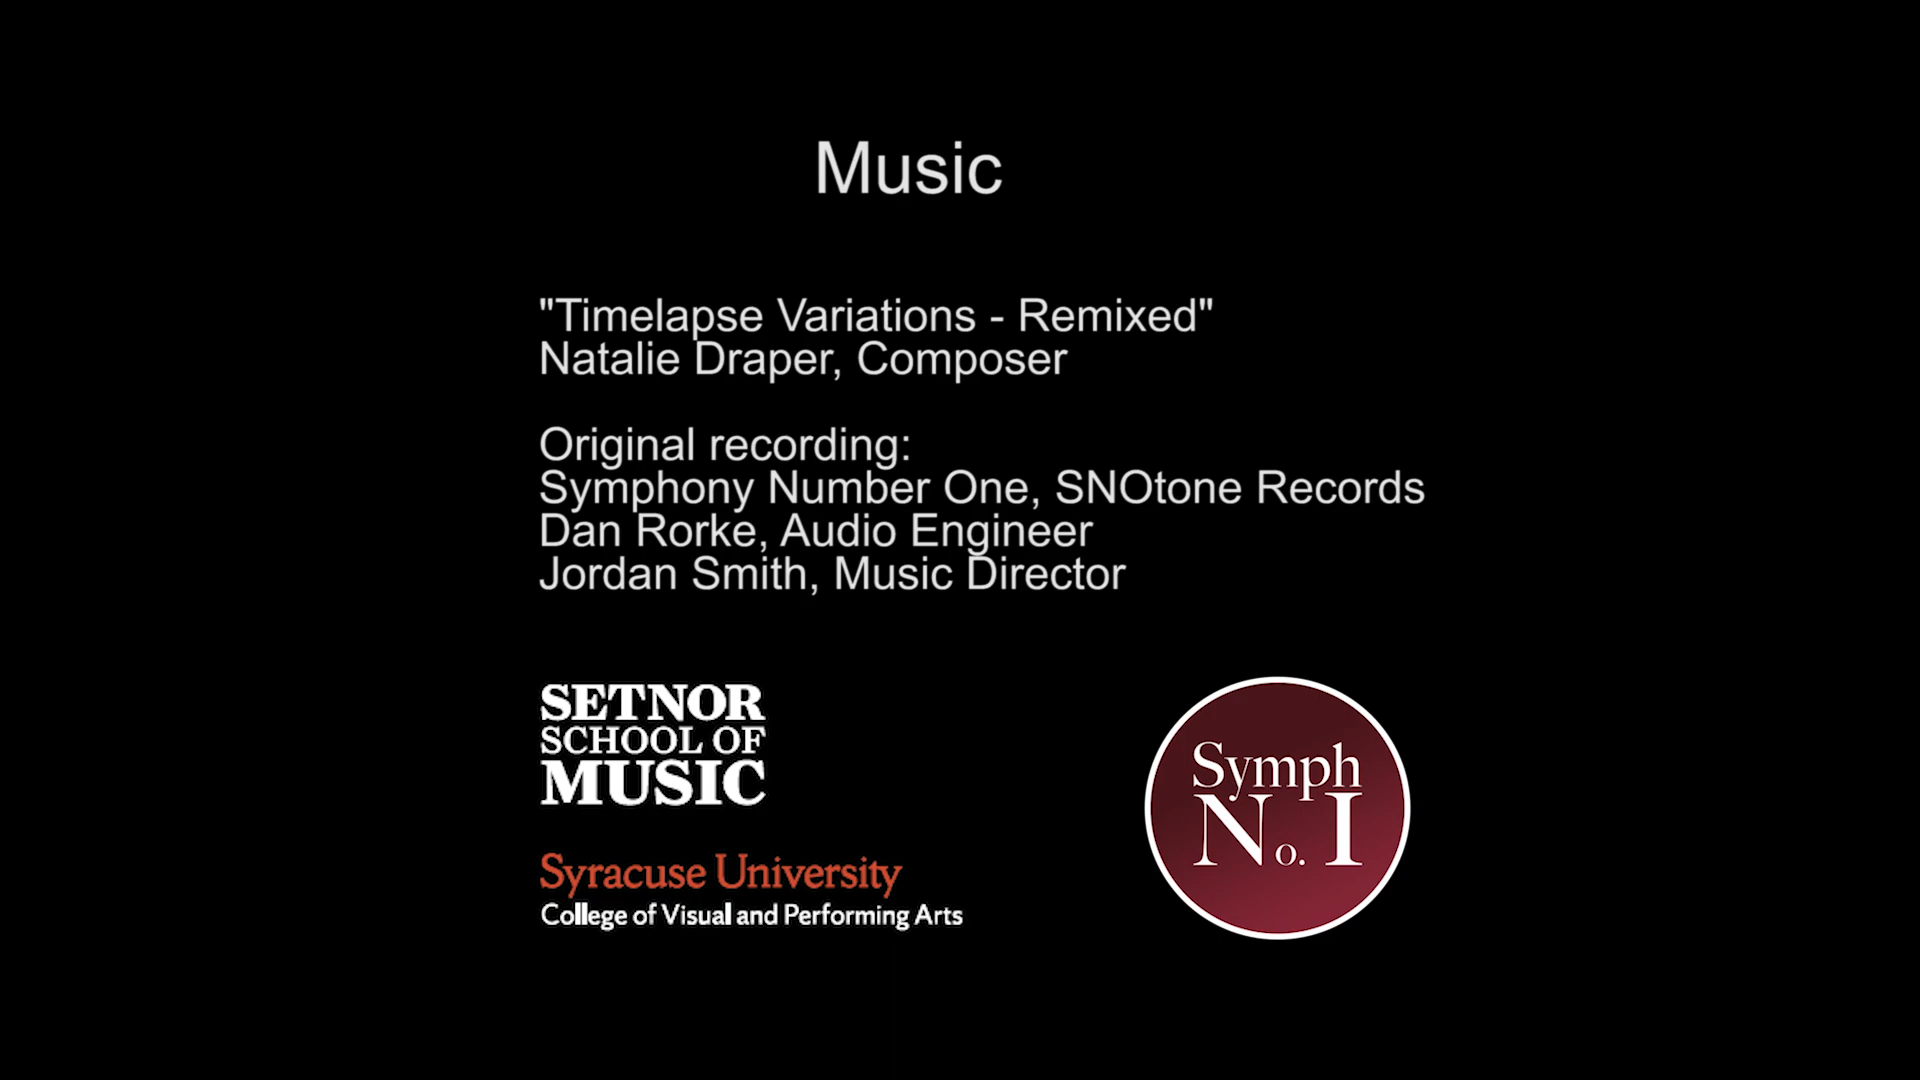 Music
"Timelapse Variations - Remixed"
Natalie Draper, Composer
Original recording:
Symphony Number One, SNOtone Records
Dan Rorke, Audio Engineer
Jordan Smith, Music Director
SETNOR
SCHOOL OF
MUSIC
Syracuse University
College of Visual and Performing Arts
Symph
No. I